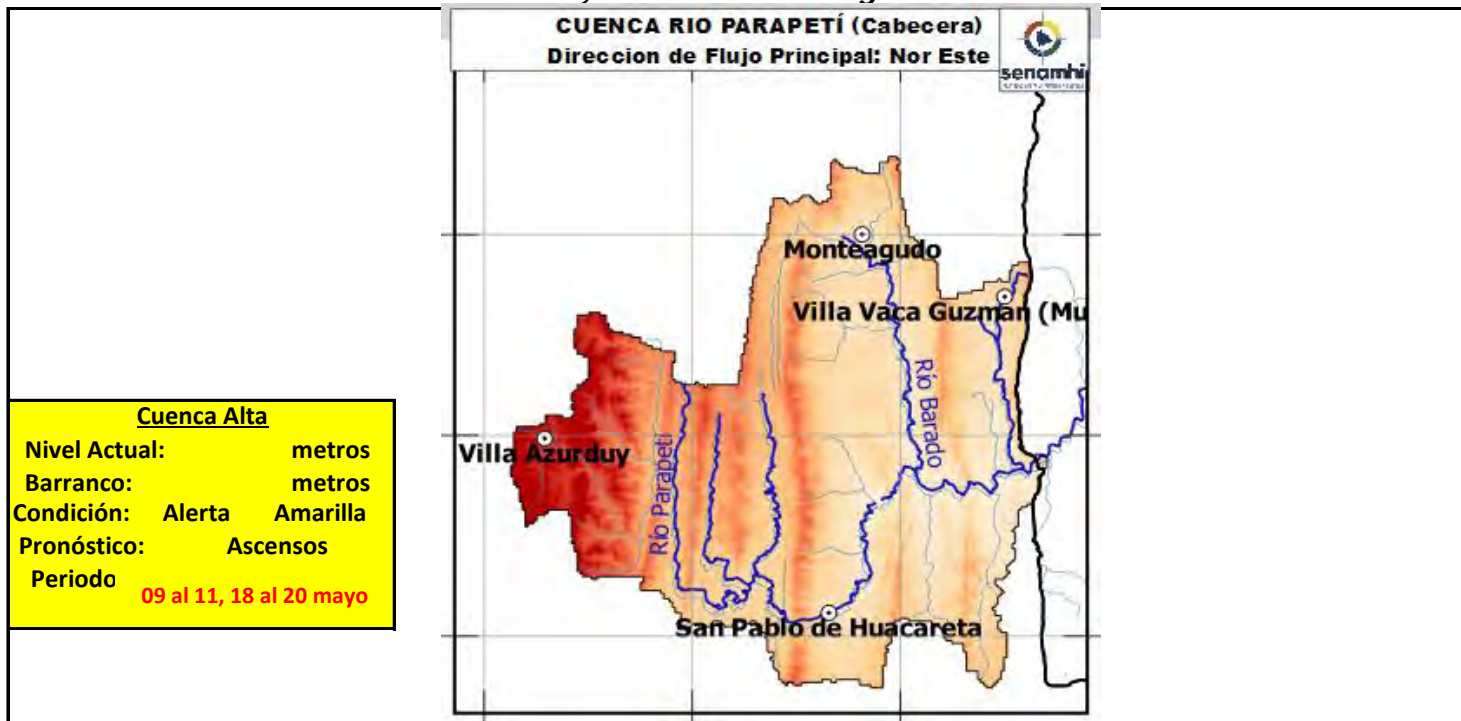 CUENCA RIO PARAPETÍ (Cabecera)
Direccion de Flujo Principal: Nor Este
senamhi
Monteagudo
Villa Vaca Guzmán (Mu
Río Barado
Villa Azurduy
Río Parapetí
San Pablo de Huacareta
Cuenca Alta
Nivel Actual: metros
Barranco: metros
Condición: Alerta Amarilla
Pronóstico: Ascensos
Periodo
09 al 11, 18 al 20 mayo